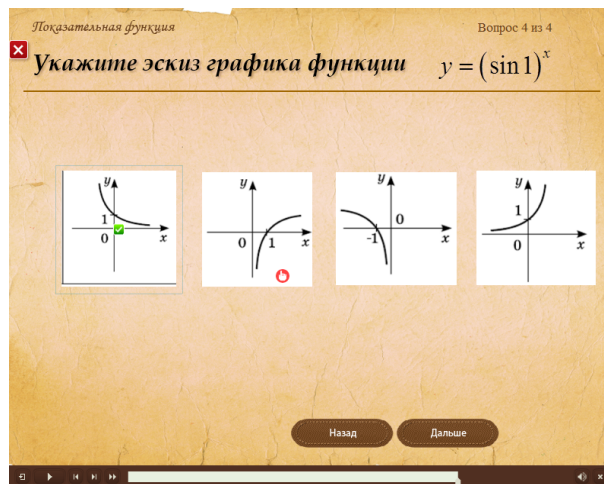 Показательная функция
Вопрос 4 из 4
Укажите эскиз графика функции y = (sin 1)^x
y
1
0
x
y
0
1
x
y
0
-1
x
y
1
0
x
Назад
Дальше